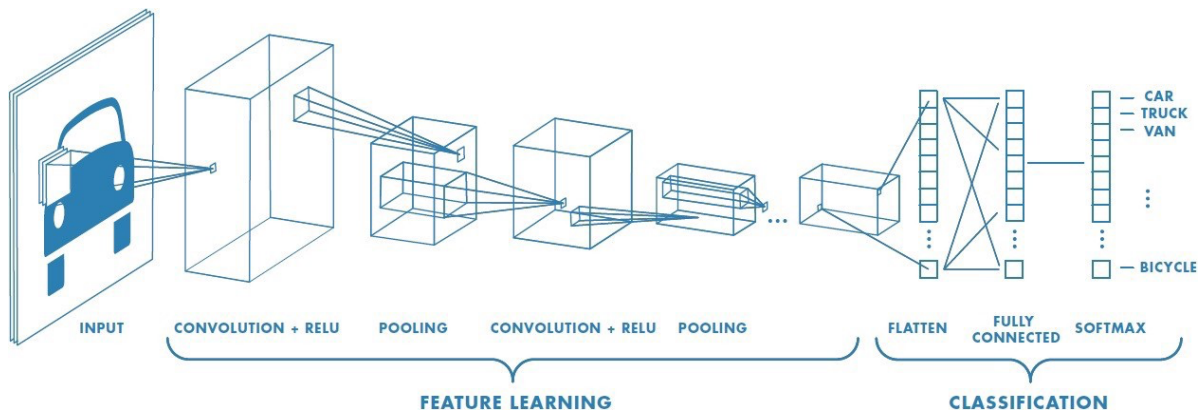 CAR
TRUCK
VAN
BICYCLE
INPUT
CONVOLUTION + RELU
POOLING
CONVOLUTION + RELU
POOLING
FLATTEN
FULLY
CONNECTED
SOFTMAX
FEATURE LEARNING
CLASSIFICATION